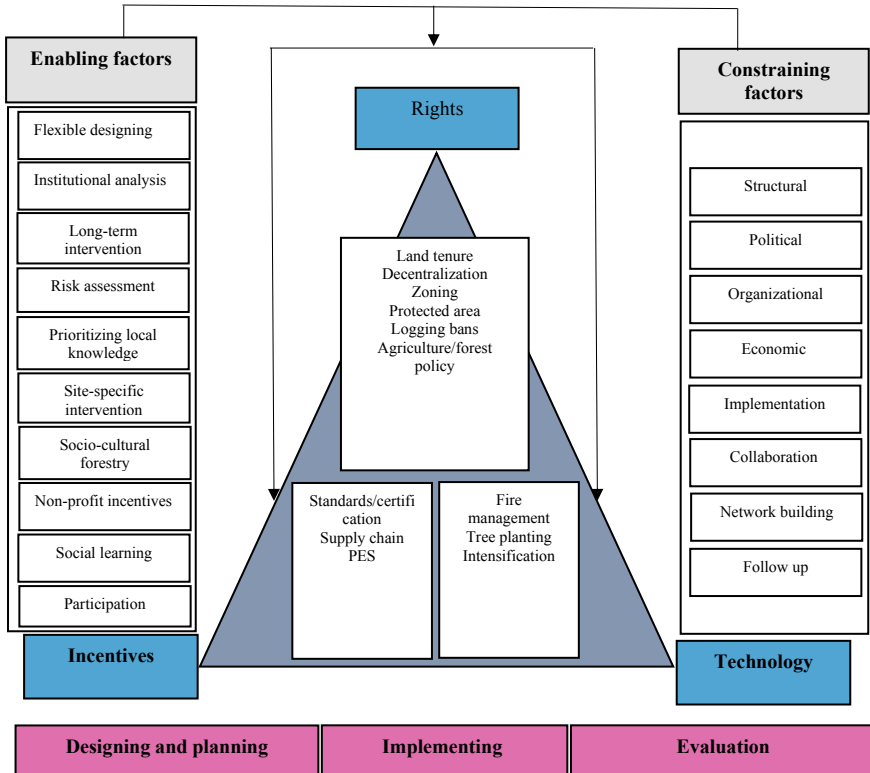 Enabling factors
Flexible designing
Institutional analysis
Long-term
intervention
Risk assessment
Prioritizing local
knowledge
Site-specific
intervention
Socio-cultural
forestry
Non-profit incentives
Social learning
Participation
Incentives
Rights
Land tenure
Decentralization
Zoning
Protected area
Logging bans
Agriculture/forest
policy
Standards/certifi
cation
Supply chain
PES
Fire
management
Tree planting
Intensification
Constraining
factors
Structural
Political
Organizational
Economic
Implementation
Collaboration
Network building
Follow up
Technology
Designing and planning
Implementing
Evaluation